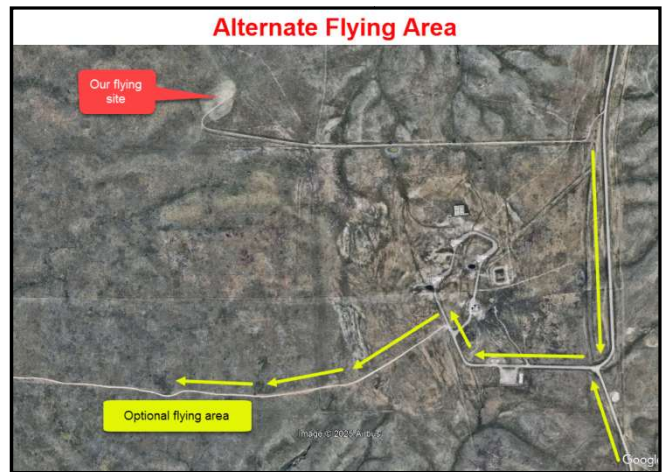 Alternate Flying Area
Our flying
site
Optional flying area
Image © 2025 Airbus
Google